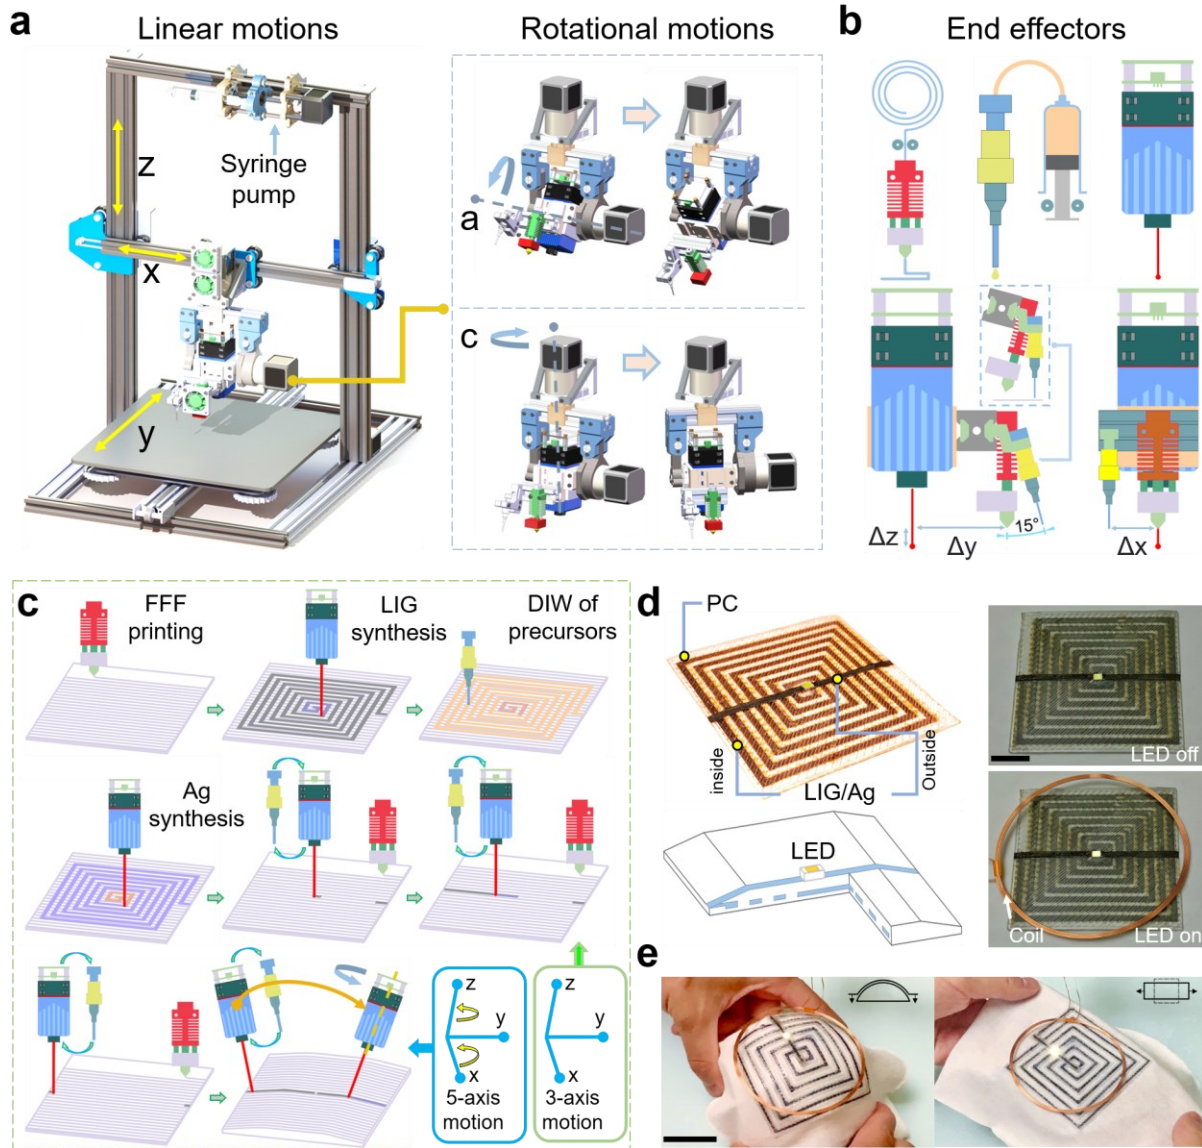 a
Linear motions
Rotational motions
z
Syringe
pump
x
y
a
c
b
End effectors
15°
Δz
Δy
Δx
c
FFF
printing
LIG
synthesis
DIW of
precursors
Ag
synthesis
z
y
x
5-axis
motion
z
y
x
3-axis
motion
d
PC
inside
Outside
LIG/Ag
LED
LED off
Coil
LED on
e